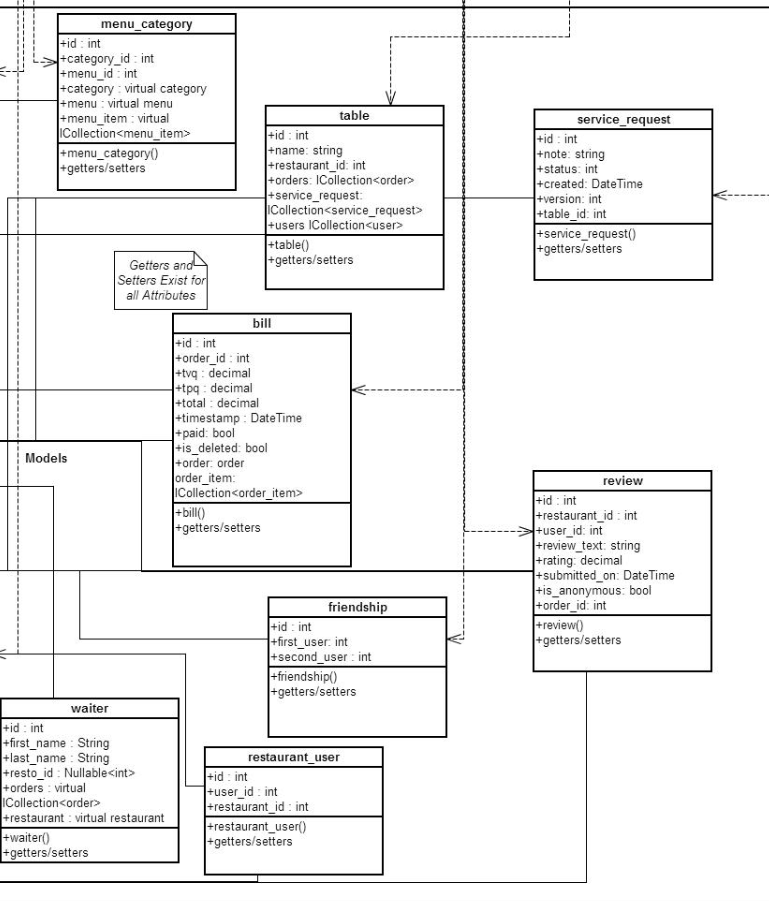 menu_category
+id : int
+category_id : int
+menu_id : int
+category : virtual category
+menu : virtual menu
+menu_item : virtual
ICollection<menu_item>
+menu_category()
+getters/setters
table
+id : int
+name: string
+restaurant_id: int
+orders: ICollection<order>
+service_request:
ICollection<service_request>
+users ICollection<user>
+table()
+getters/setters
service_request
+id : int
+note: string
+status: int
+created: DateTime
+version: int
+table_id: int
+service_request()
+getters/setters
Getters and
Setters Exist for
all Attributes
bill
+id : int
+order_id : int
+tvq : decimal
+tpq : decimal
+total : decimal
+timestamp : DateTime
+paid: bool
+is_deleted: bool
+order: order
order_item:
ICollection<order_item>
+bill()
+getters/setters
Models
review
+id : int
+restaurant_id : int
+user_id: int
+review_text: string
+rating: decimal
+submitted_on: DateTime
+is_anonymous: bool
+order_id: int
+review()
+getters/setters
friendship
+id : int
+first_user: int
+second_user : int
+friendship()
+getters/setters
waiter
+id : int
+first_name : String
+last_name : String
+resto_id : Nullable<int>
+orders : virtual
ICollection<order>
+restaurant : virtual restaurant
+waiter()
+getters/setters
restaurant_user
+id : int
+user_id : int
+restaurant_id : int
+restaurant_user()
+getters/setters